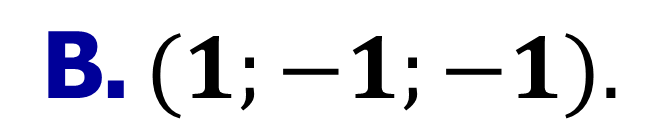 B. (1; −1; −1).